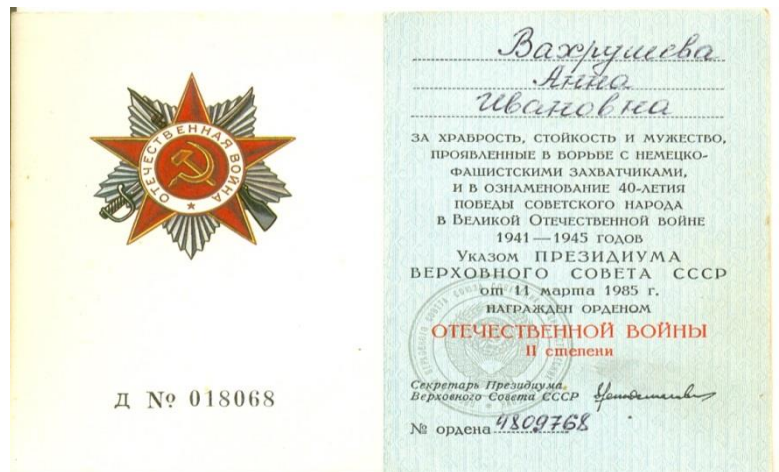 ОТЕЧЕСТВЕННАЯ ВОЙНА
Д № 018068
Вахрушева
Анна
Ивановна
ЗА ХРАБРОСТЬ, СТОЙКОСТЬ И МУЖЕСТВО,
ПРОЯВЛЕННЫЕ В БОРЬБЕ С НЕМЕЦКО-
ФАШИСТСКИМИ ЗАХВАТЧИКАМИ,
И В ОЗНАМЕНОВАНИЕ 40-ЛЕТИЯ
ПОБЕДЫ СОВЕТСКОГО НАРОДА
В ВЕЛИКОЙ ОТЕЧЕСТВЕННОЙ ВОЙНЕ
1941—1945 ГОДОВ
УКАЗОМ ПРЕЗИДИУМА
ВЕРХОВНОГО СОВЕТА СССР
от 11 марта 1985 г.
НАГРАЖДЕН ОРДЕНОМ
ОТЕЧЕСТВЕННОЙ ВОЙНЫ
II степени
Секретарь Президиума
Верховного Совета СССР
№ ордена 4809768